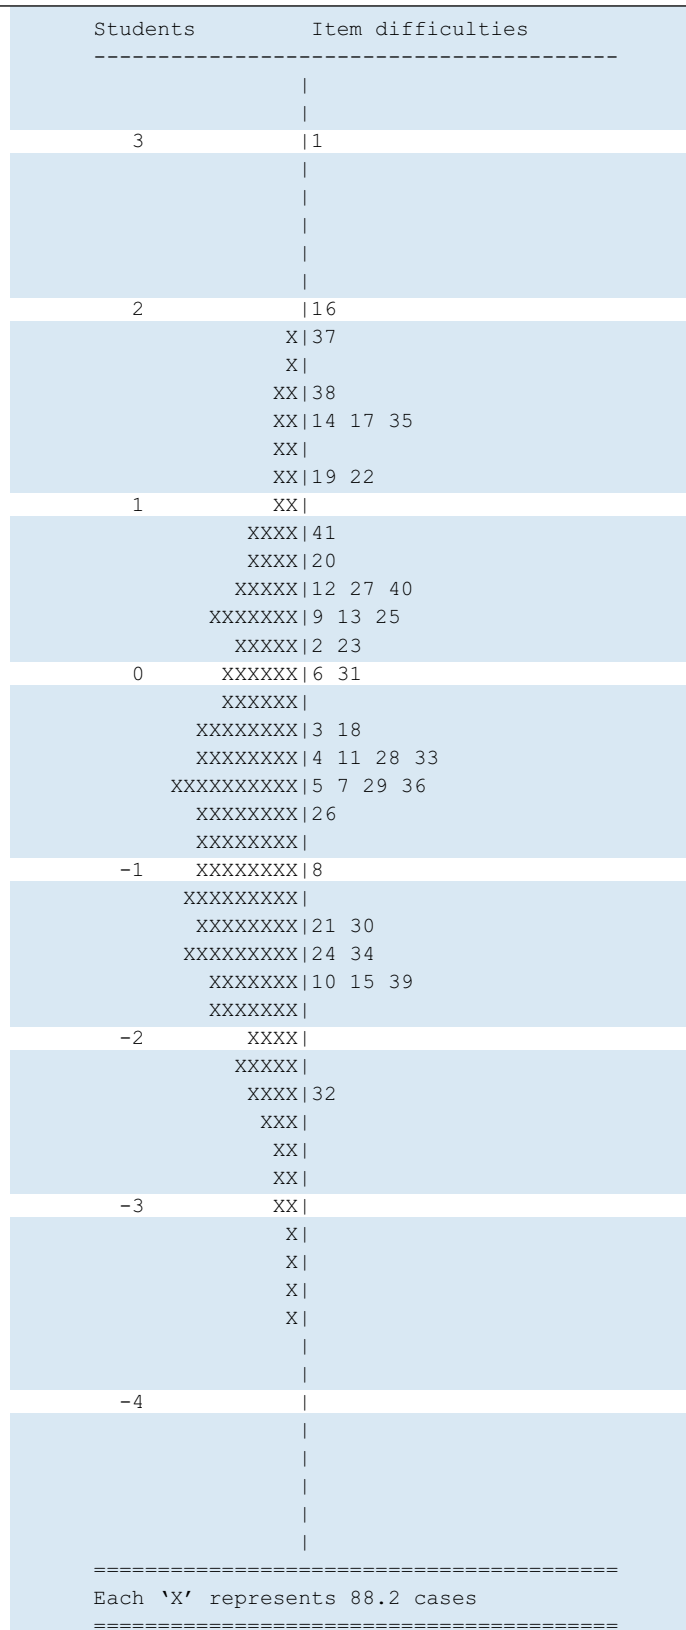 Students Item difficulties
-----------------------------------------
|
|
3 |1
|
|
|
|
|
2 |16
X|37
X|
XX|38
XX|14 17 35
XX|
XX|19 22
1 XX|
XXXX|41
XXXX|20
XXXXX|12 27 40
XXXXXXX|9 13 25
XXXXX|2 23
0 XXXXXX|6 31
XXXXXX|
XXXXXXXX|3 18
XXXXXXXX|4 11 28 33
XXXXXXXXXX|5 7 29 36
XXXXXXXX|26
XXXXXXXX|
-1 XXXXXXXX|8
XXXXXXXXX|
XXXXXXXX|21 30
XXXXXXXXX|24 34
XXXXXXX|10 15 39
XXXXXXX|
-2 XXXX|
XXXXX|
XXXX|32
XXX|
XX|
XX|
-3 XX|
X|
X|
X|
X|
|
|
-4 |
|
|
|
|
|
=========================================
Each ‘X’ represents 88.2 cases
=========================================